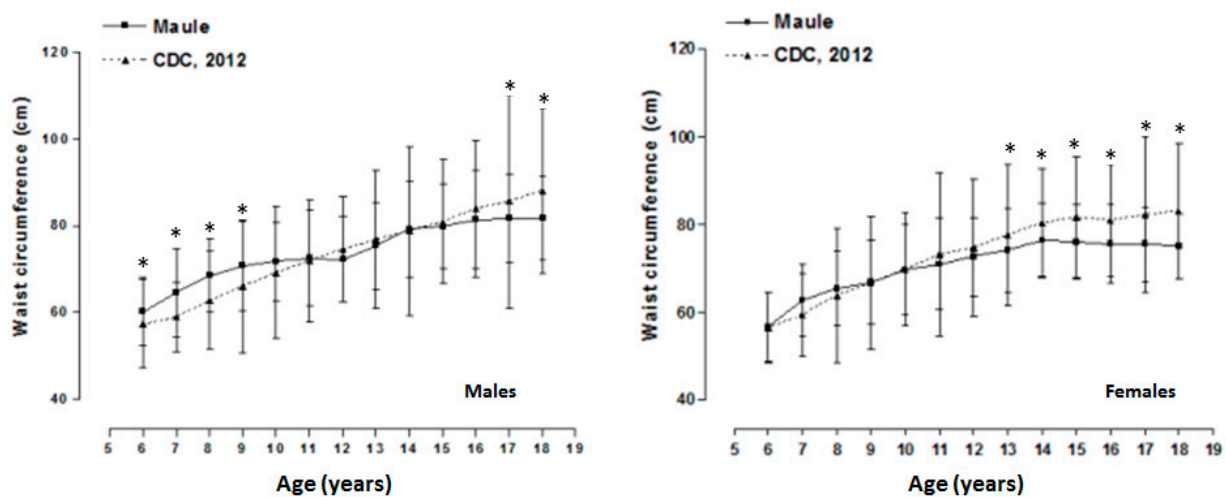 Maule
CDC, 2012
120
100
80
60
40
Waist circumference (cm)
* * * * * *
Males
5 6 7 8 9 10 11 12 13 14 15 16 17 18 19
Age (years)
Maule
CDC, 2012
120
100
80
60
40
Waist circumference (cm)
* * * * * *
Females
5 6 7 8 9 10 11 12 13 14 15 16 17 18 19
Age (years)